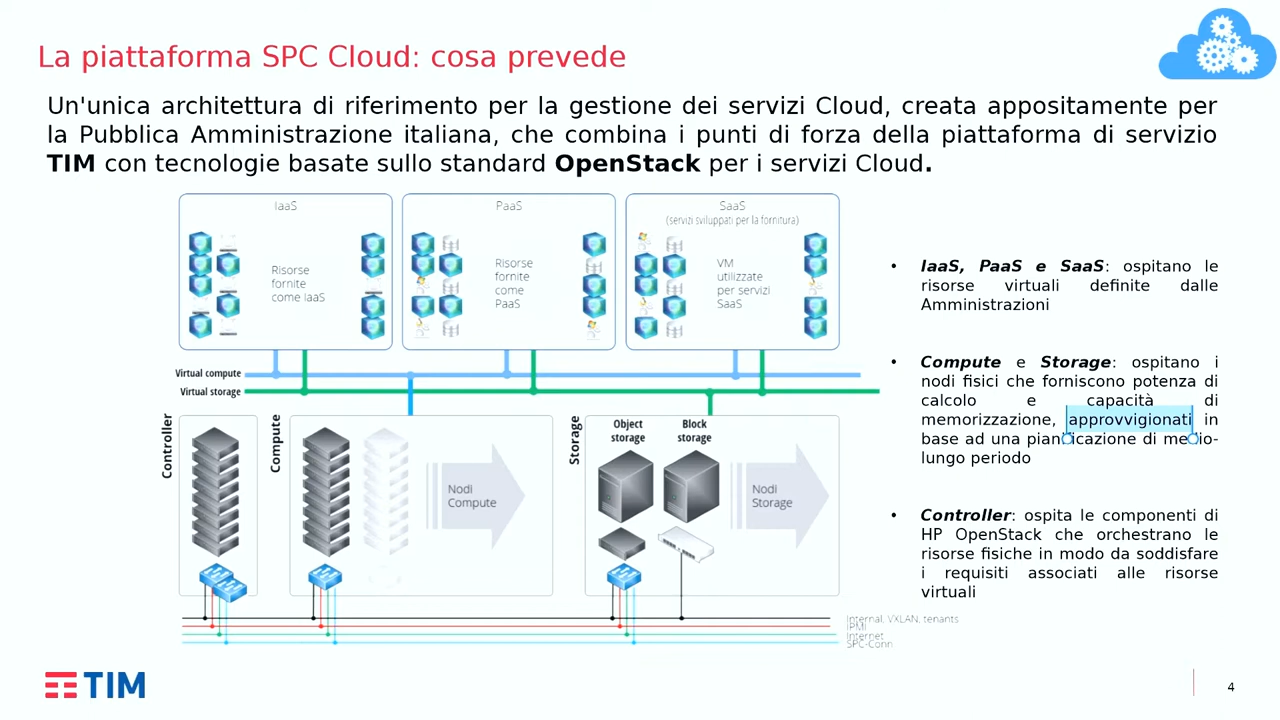 La piattaforma SPC Cloud: cosa prevede
Un'unica architettura di riferimento per la gestione dei servizi Cloud, creata appositamente per
la Pubblica Amministrazione italiana, che combina i punti di forza della piattaforma di servizio
TIM con tecnologie basate sullo standard OpenStack per i servizi Cloud.
IaaS
Risorse
fornite
come IaaS
PaaS
Risorse
fornite
come
PaaS
SaaS
(servizi sviluppati per la fornitura)
VM
utilizzate
per servizi
SaaS
Virtual compute
Virtual storage
Controller
Compute
Nodi
Compute
Storage
Object
storage
Block
storage
Nodi
Storage
Internal, VXLAN, tenants
IPMI
Internet
SPC-Conn
• IaaS, PaaS e SaaS: ospitano le
risorse virtuali definite dalle
Amministrazioni
• Compute e Storage: ospitano i
nodi fisici che forniscono potenza di
calcolo e capacità di
memorizzazione, approvvigionati in
base ad una pianificazione di medio-
lungo periodo
• Controller: ospita le componenti di
HP OpenStack che orchestrano le
risorse fisiche in modo da soddisfare
i requisiti associati alle risorse
virtuali
TIM
4